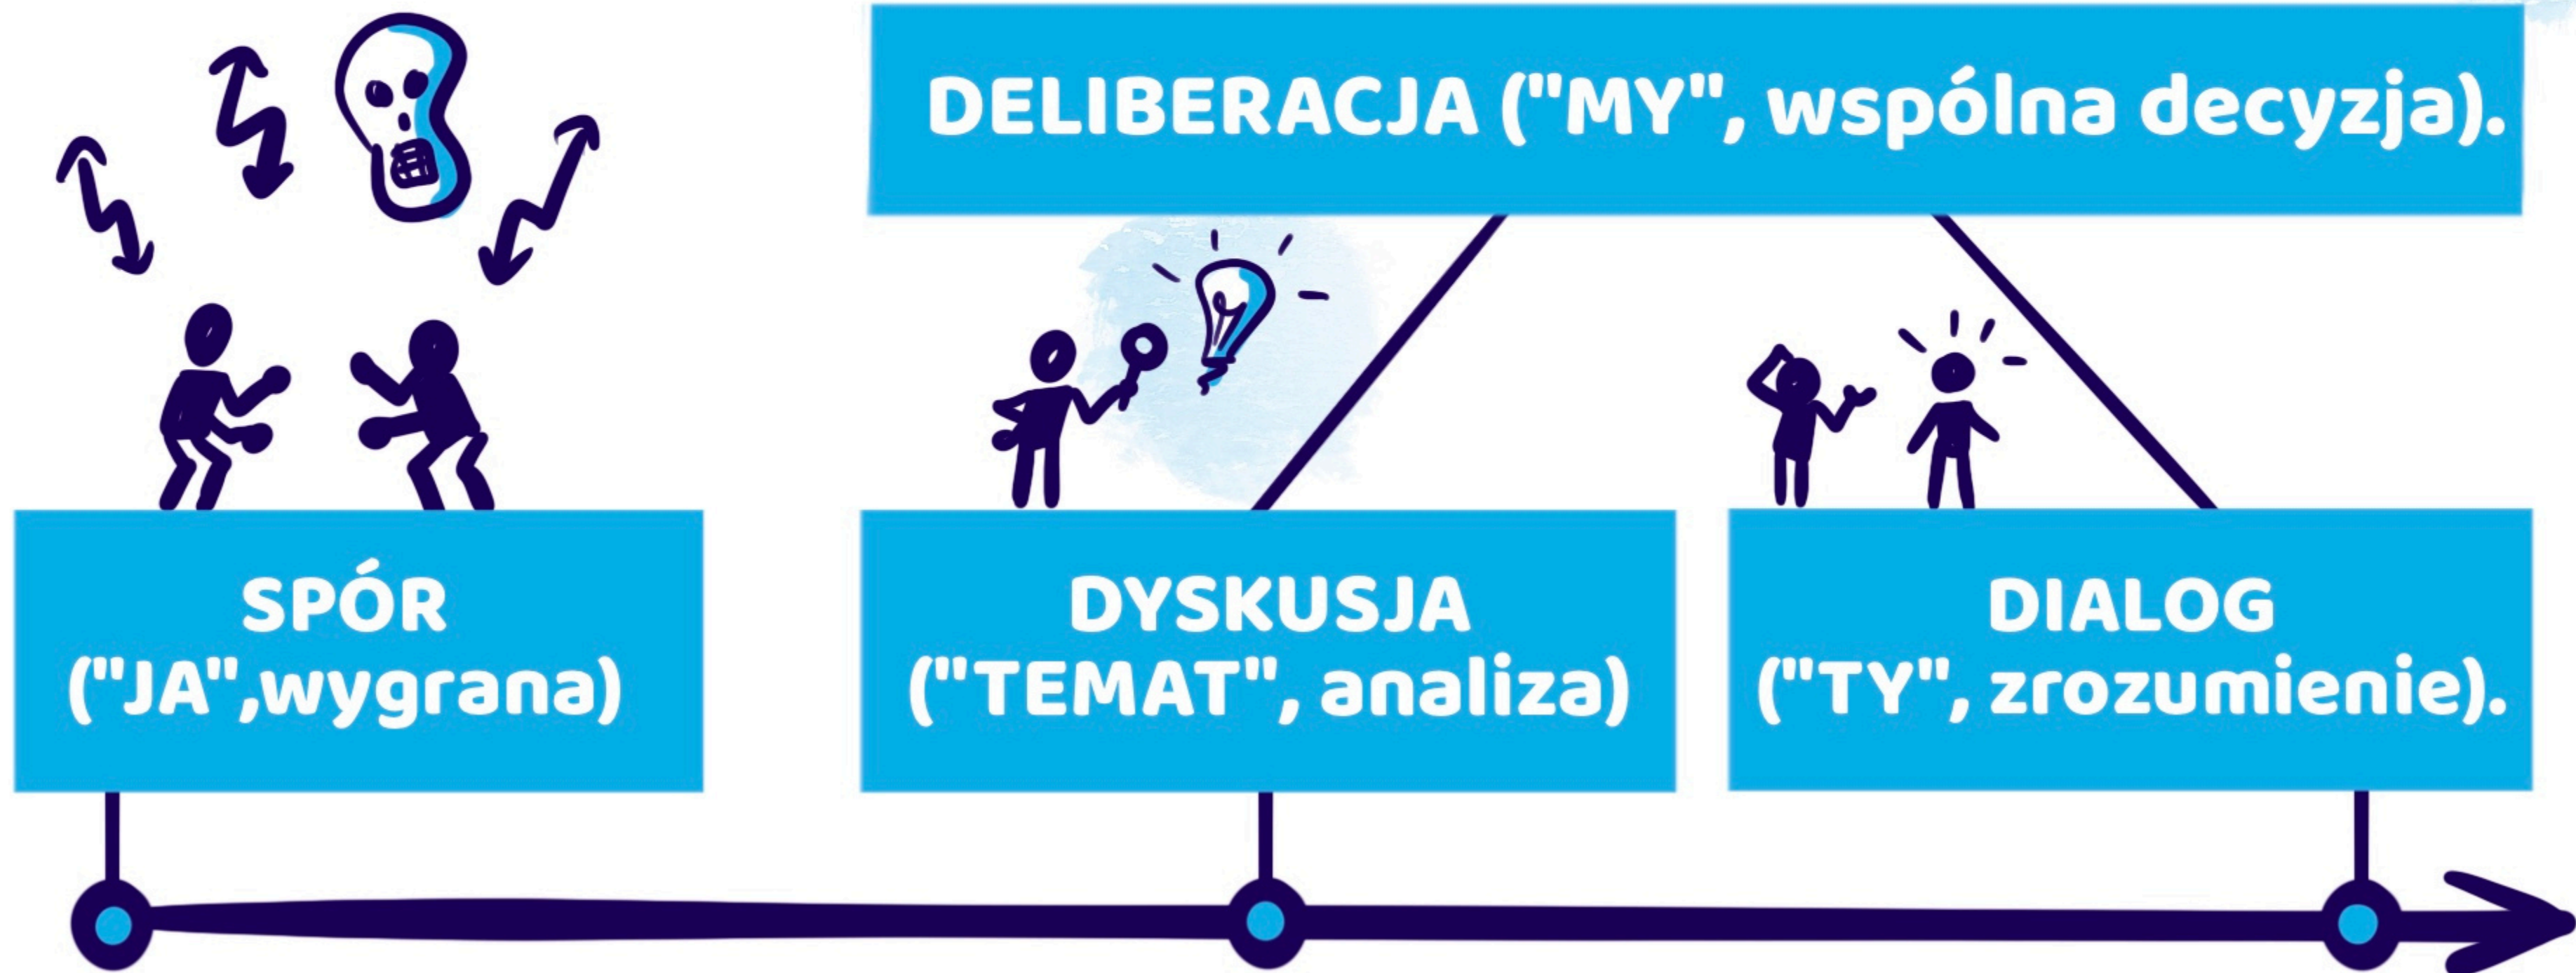 DELIBERACJA ("MY", wspólna decyzja).
SPÓR
("JA",wygrana)
DYSKUSJA
("TEMAT", analiza)
DIALOG
("TY", zrozumienie).